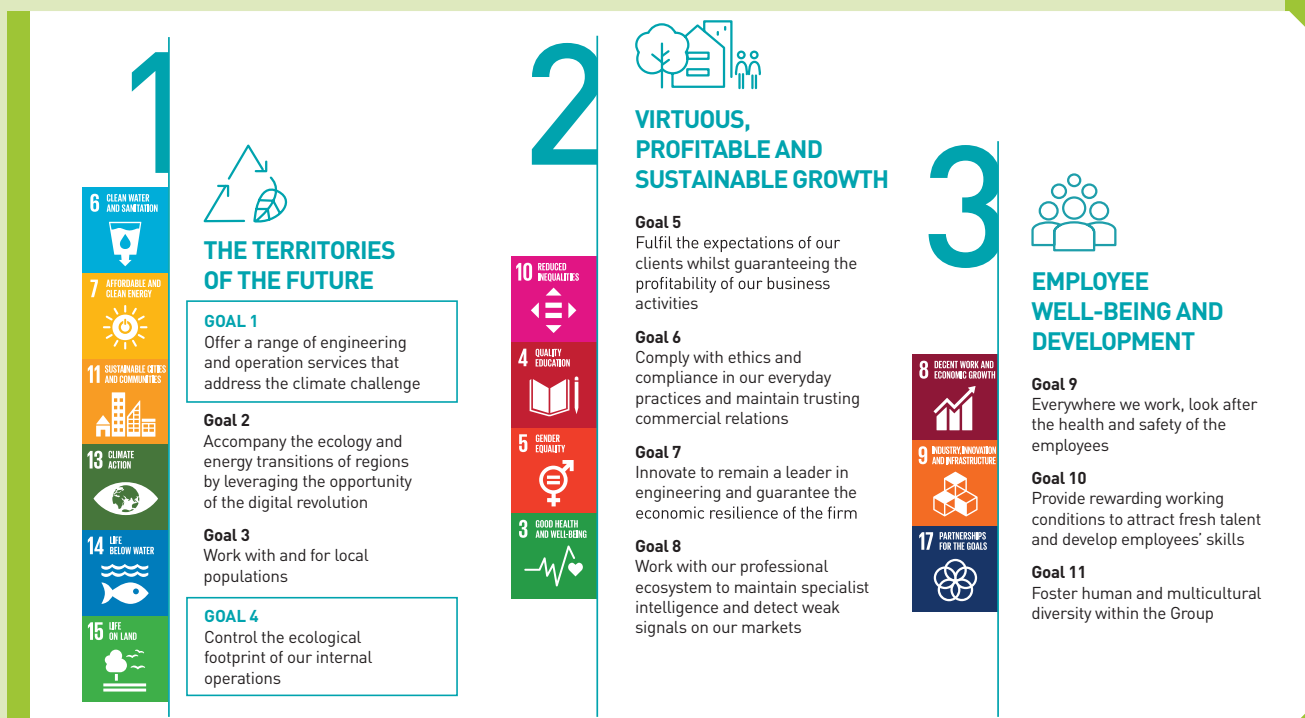 1
6 CLEAN WATER
AND SANITATION
7 AFFORDABLE AND
CLEAN ENERGY
11 SUSTAINABLE CITIES
AND COMMUNITIES
13 CLIMATE
ACTION
14 LIFE
BELOW WATER
15 LIFE
ON LAND
THE TERRITORIES
OF THE FUTURE
GOAL 1
Offer a range of engineering
and operation services that
address the climate challenge
Goal 2
Accompany the ecology and
energy transitions of regions
by leveraging the opportunity
of the digital revolution
Goal 3
Work with and for local
populations
GOAL 4
Control the ecological
footprint of our internal
operations
2
10 REDUCED
INEQUALITIES
4 QUALITY
EDUCATION
5 GENDER
EQUALITY
3 GOOD HEALTH
AND WELL-BEING
VIRTUOUS,
PROFITABLE AND
SUSTAINABLE GROWTH
Goal 5
Fulfil the expectations of our
clients whilst guaranteeing the
profitability of our business
activities
Goal 6
Comply with ethics and
compliance in our everyday
practices and maintain trusting
commercial relations
Goal 7
Innovate to remain a leader in
engineering and guarantee the
economic resilience of the firm
Goal 8
Work with our professional
ecosystem to maintain specialist
intelligence and detect weak
signals on our markets
3
8 DECENT WORK AND
ECONOMIC GROWTH
9 INDUSTRY, INNOVATION
AND INFRASTRUCTURE
17 PARTNERSHIPS
FOR THE GOALS
EMPLOYEE
WELL-BEING AND
DEVELOPMENT
Goal 9
Everywhere we work, look after
the health and safety of the
employees
Goal 10
Provide rewarding working
conditions to attract fresh talent
and develop employees’ skills
Goal 11
Foster human and multicultural
diversity within the Group